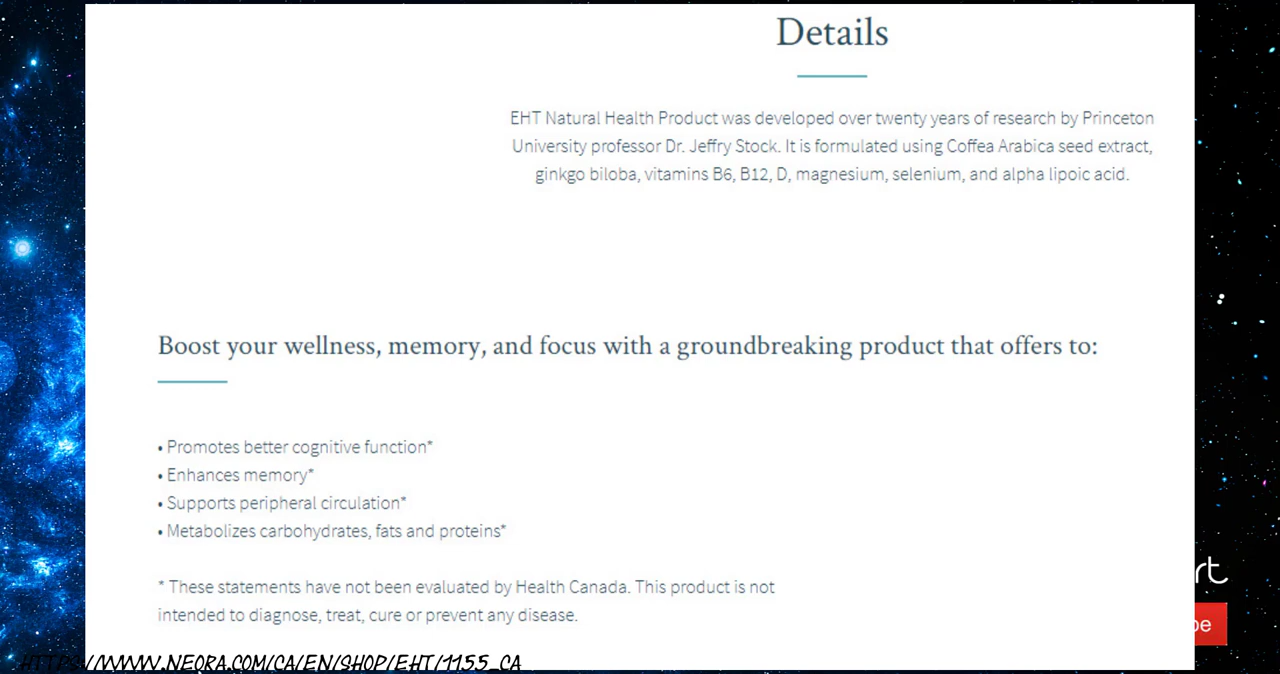 Details
EHT Natural Health Product was developed over twenty years of research by Princeton
University professor Dr. Jeffry Stock. It is formulated using Coffea Arabica seed extract,
ginkgo biloba, vitamins B6, B12, D, magnesium, selenium, and alpha lipoic acid.
Boost your wellness, memory, and focus with a groundbreaking product that offers to:
• Promotes better cognitive function*
• Enhances memory*
• Supports peripheral circulation*
• Metabolizes carbohydrates, fats and proteins*
* These statements have not been evaluated by Health Canada. This product is not
intended to diagnose, treat, cure or prevent any disease.
HTTPS://WWW.NEORA.COM/CA/EN/SHOP/EHT/1155_CA